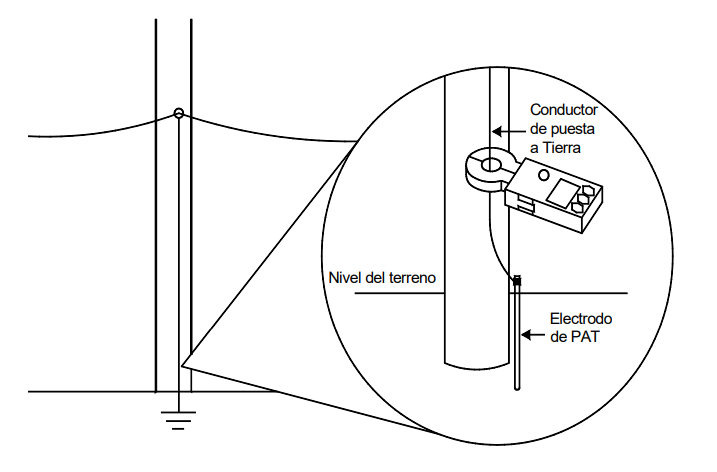 Conductor
de puesta
a Tierra
Nivel del terreno
Electrodo
de PAT